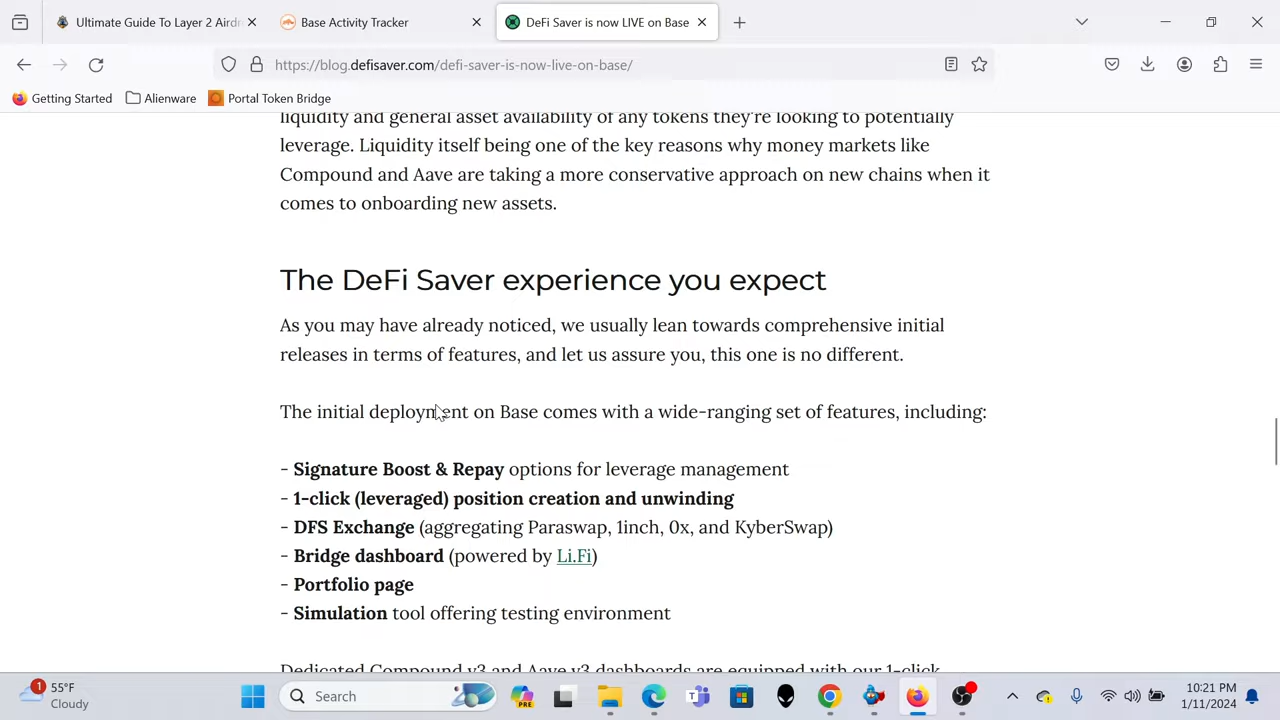 Ultimate Guide To Layer 2 Airdr
Base Activity Tracker
DeFi Saver is now LIVE on Base
https://blog.defisaver.com/defi-saver-is-now-live-on-base/
Getting Started
Alienware
Portal Token Bridge
liquidity and general asset availability of any tokens they're looking to potentially
leverage. Liquidity itself being one of the key reasons why money markets like
Compound and Aave are taking a more conservative approach on new chains when it
comes to onboarding new assets.
The DeFi Saver experience you expect
As you may have already noticed, we usually lean towards comprehensive initial
releases in terms of features, and let us assure you, this one is no different.
The initial deployment on Base comes with a wide-ranging set of features, including:
- Signature Boost & Repay options for leverage management
- 1-click (leveraged) position creation and unwinding
- DFS Exchange (aggregating Paraswap, 1inch, 0x, and KyberSwap)
- Bridge dashboard (powered by Li.Fi)
- Portfolio page
- Simulation tool offering testing environment
Dedicated Compound v3 and Aave v3 dashboards are equipped with our 1-click
1
55°F
Cloudy
Search
PRE
10:21 PM
1/11/2024